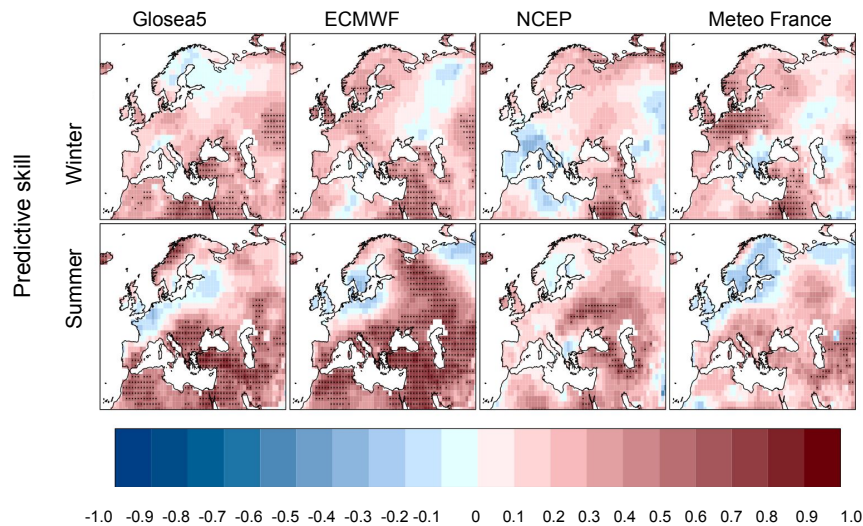 Glosea5 ECMWF NCEP Meteo France
Predictive skill
Winter
Summer
-1.0 -0.9 -0.8 -0.7 -0.6 -0.5 -0.4 -0.3 -0.2 -0.1 0 0.1 0.2 0.3 0.4 0.5 0.6 0.7 0.8 0.9 1.0